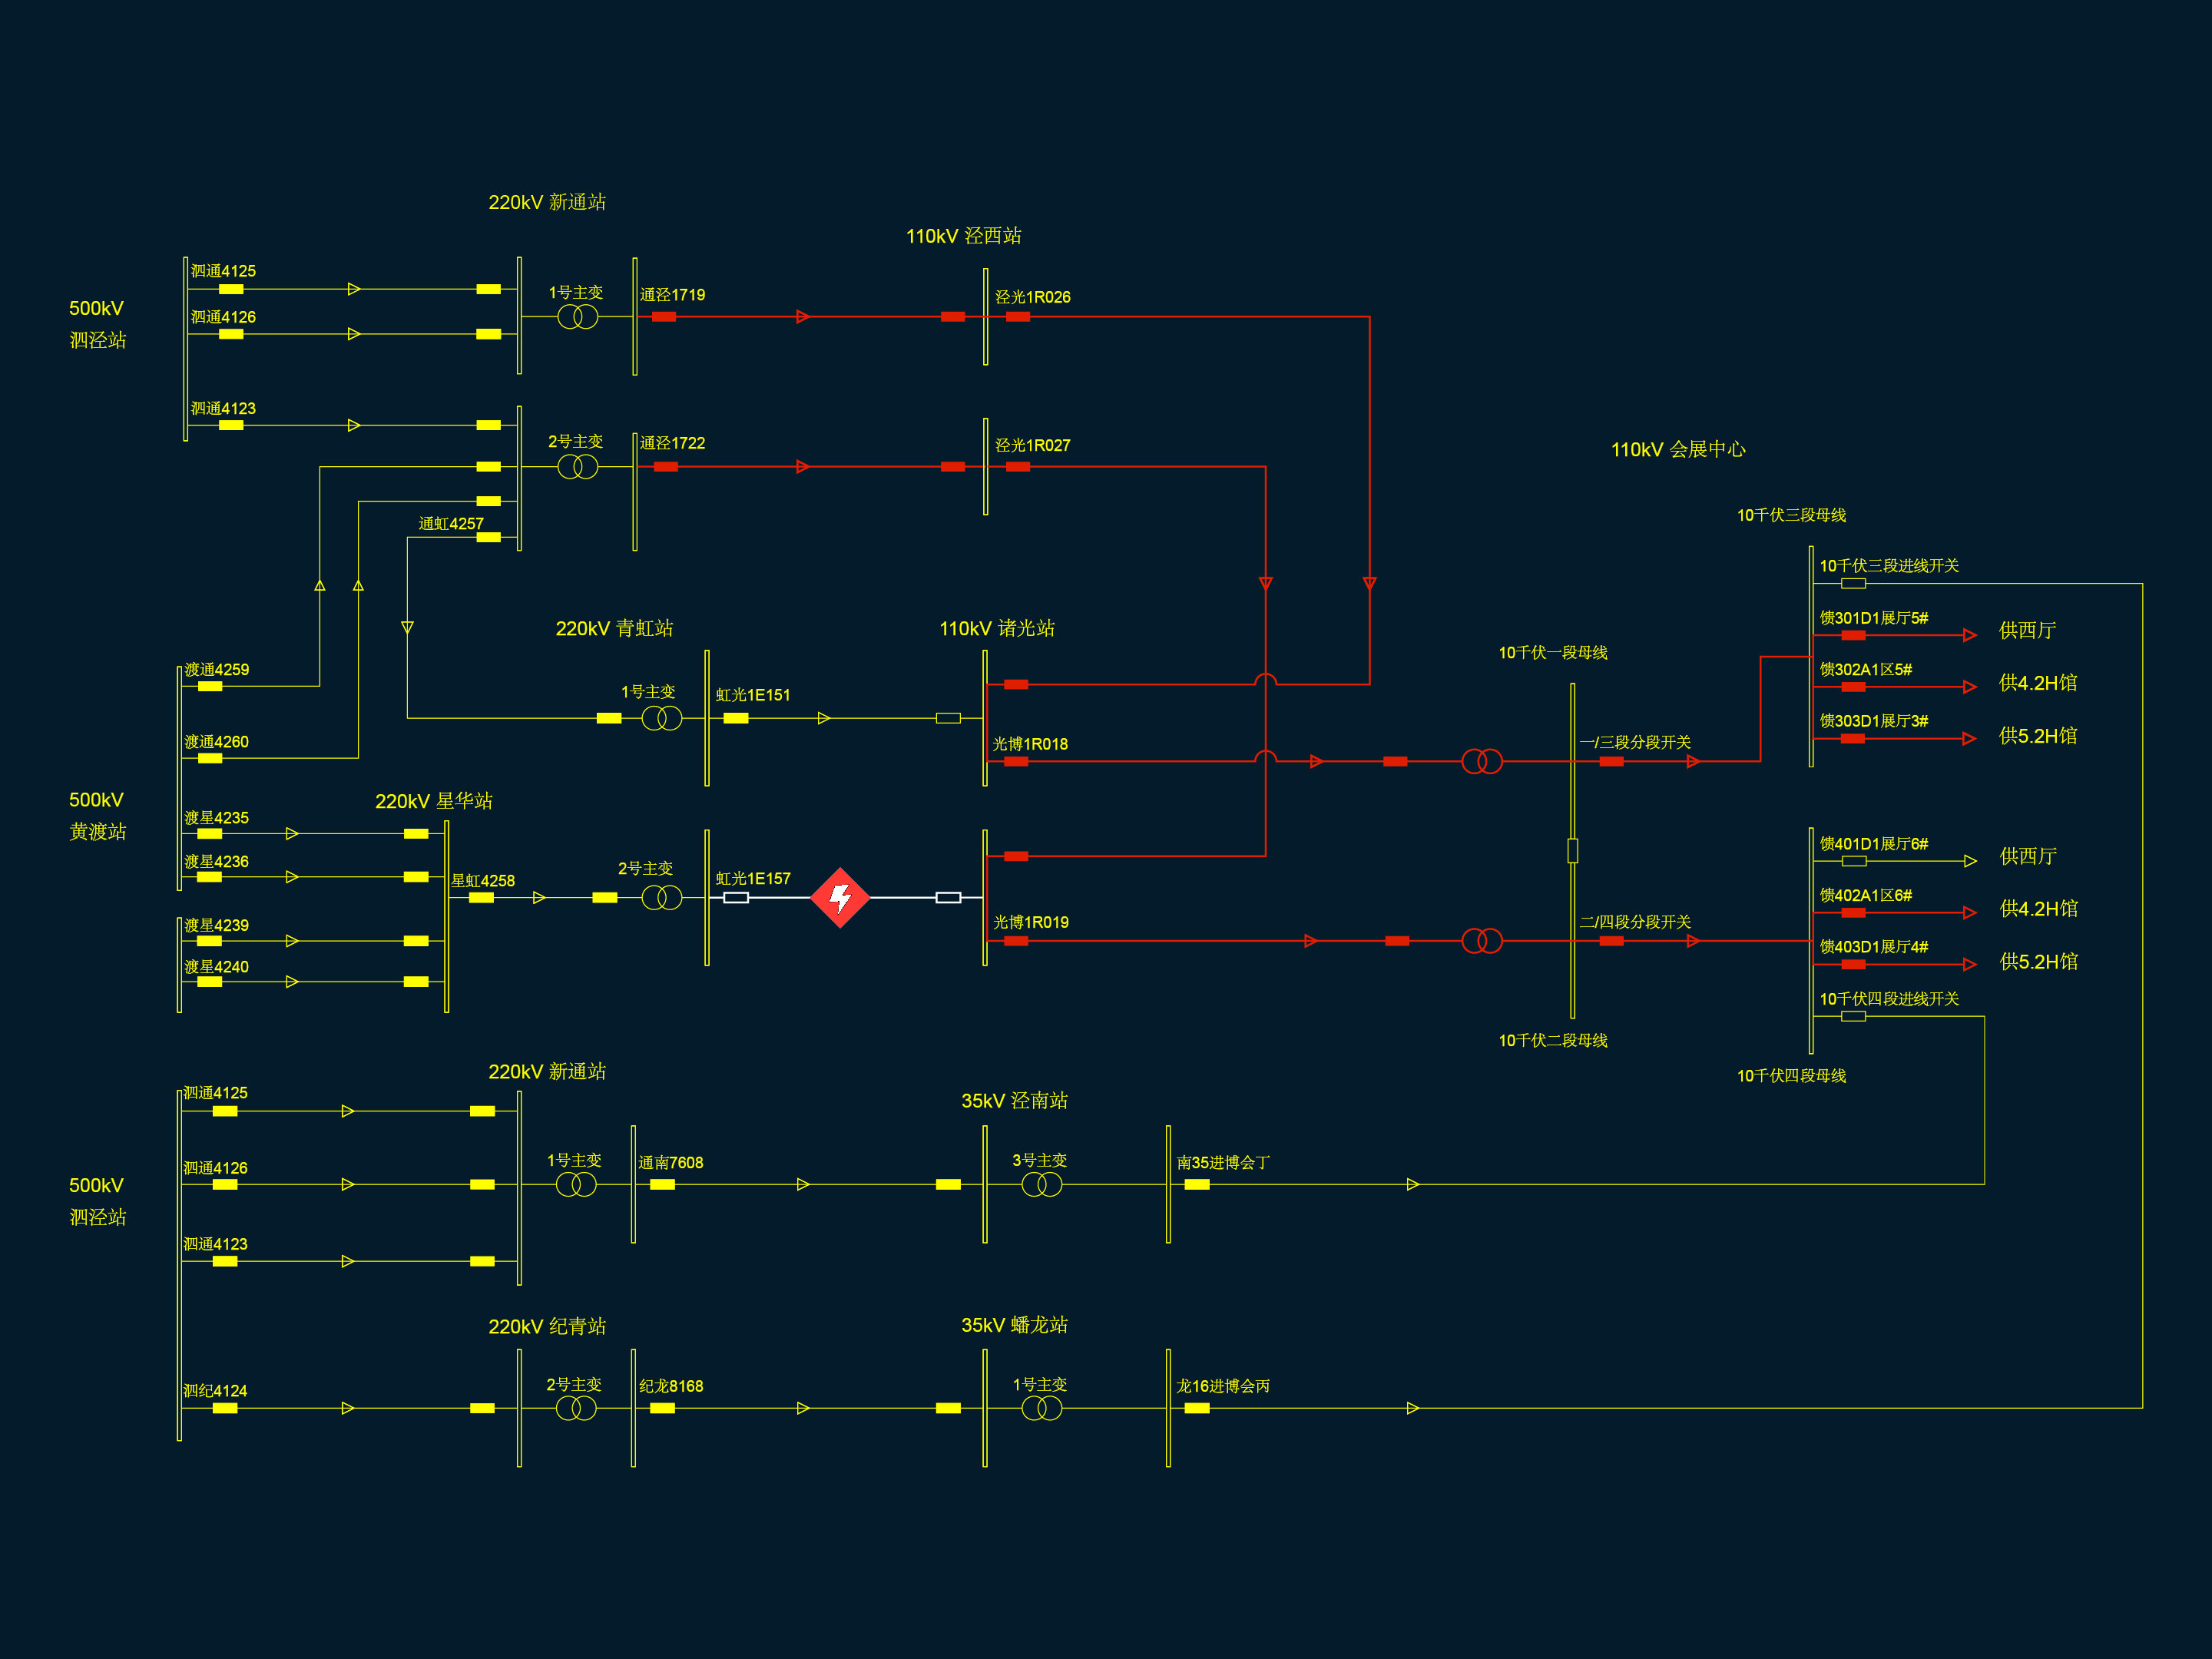 220kV 新通站
110kV 泾西站
500kV
泗泾站
泗通4125
泗通4126
泗通4123
1号主变
通泾1719
泾光1R026
2号主变
通泾1722
泾光1R027
通虹4257
110kV 会展中心
10千伏三段母线
10千伏三段进线开关
馈301D1展厅5#
供西厅
馈302A1区5#
供4.2H馆
馈303D1展厅3#
供5.2H馆
220kV 青虹站
110kV 诸光站
10千伏一段母线
500kV
黄渡站
渡通4259
渡通4260
1号主变
虹光1E151
光博1R018
一/三段分段开关
220kV 星华站
渡星4235
渡星4236
渡星4239
渡星4240
星虹4258
2号主变
虹光1E157
光博1R019
二/四段分段开关
馈401D1展厅6#
供西厅
馈402A1区6#
供4.2H馆
馈403D1展厅4#
供5.2H馆
10千伏四段进线开关
10千伏二段母线
10千伏四段母线
220kV 新通站
35kV 泾南站
500kV
泗泾站
泗通4125
泗通4126
泗通4123
1号主变
通南7608
3号主变
南35进博会丁
220kV 纪青站
35kV 蟠龙站
泗纪4124
2号主变
纪龙8168
1号主变
龙16进博会丙